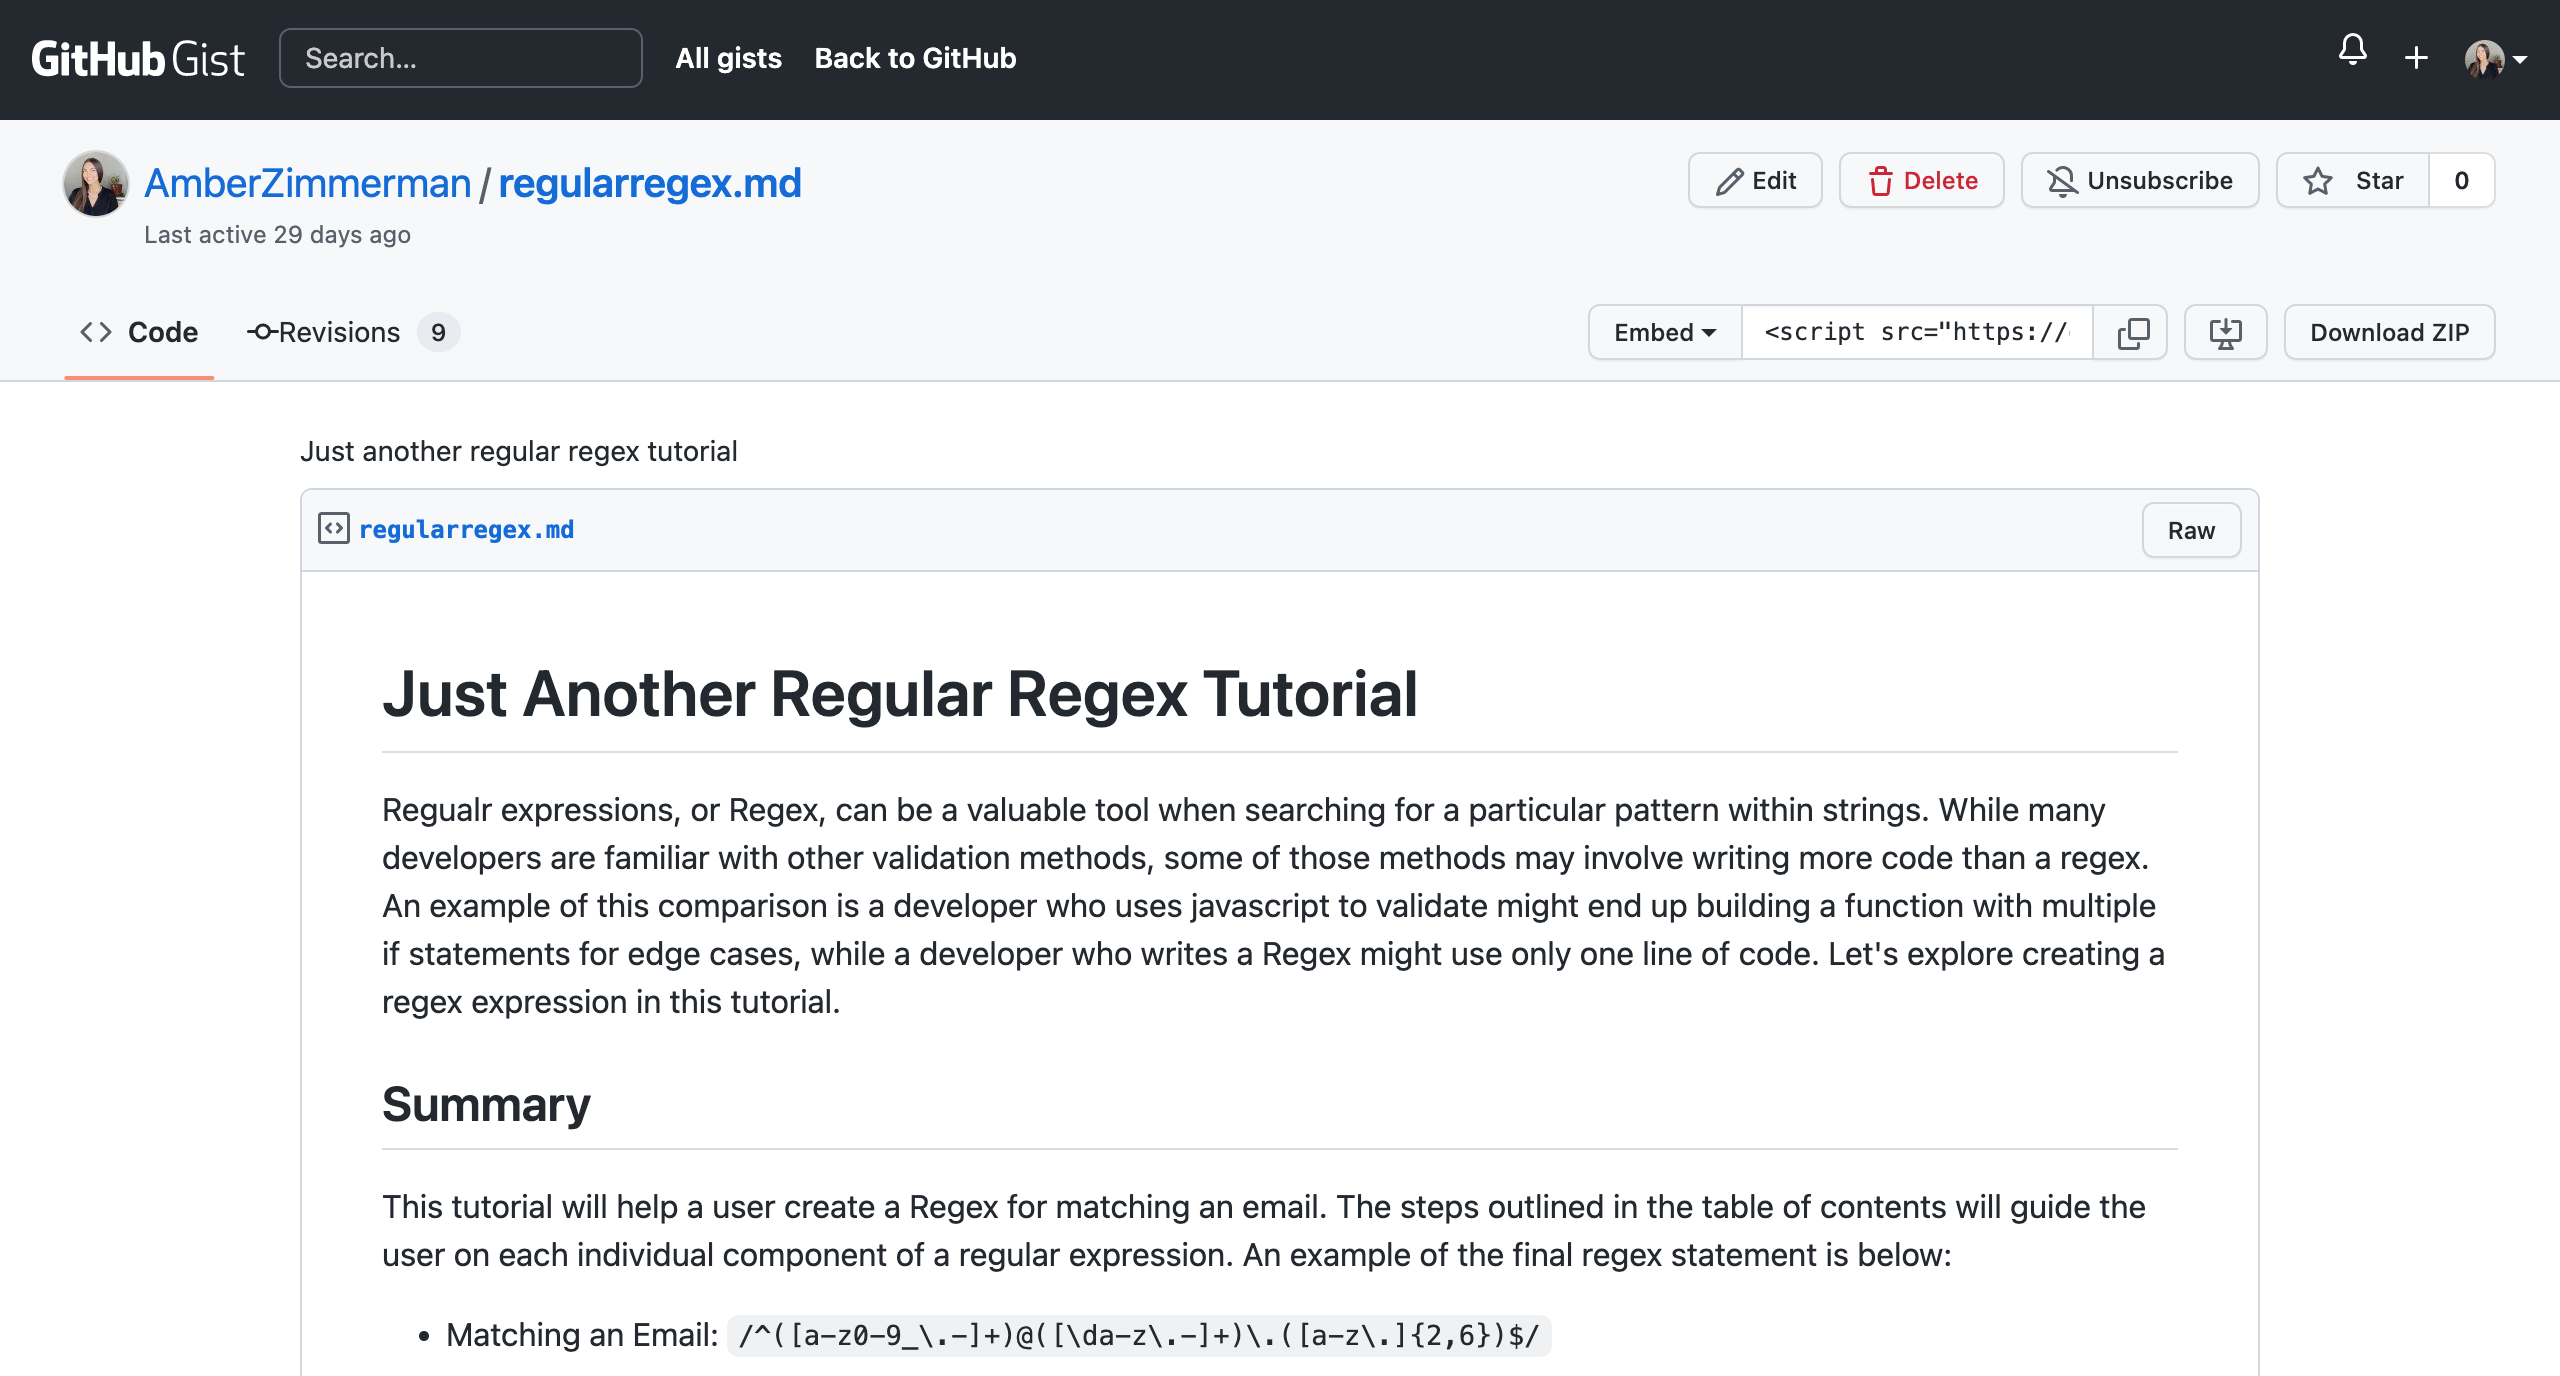 GitHub Gist
Search...
All gists
Back to GitHub
AmberZimmerman / regularregex.md
Edit
Delete
Unsubscribe
Star
0
Last active 29 days ago
Code
Revisions 9
Embed
<script src="https://
Download ZIP
Just another regular regex tutorial
regularregex.md
Raw
Just Another Regular Regex Tutorial
Regualr expressions, or Regex, can be a valuable tool when searching for a particular pattern within strings. While many
developers are familiar with other validation methods, some of those methods may involve writing more code than a regex.
An example of this comparison is a developer who uses javascript to validate might end up building a function with multiple
if statements for edge cases, while a developer who writes a Regex might use only one line of code. Let's explore creating a
regex expression in this tutorial.
Summary
This tutorial will help a user create a Regex for matching an email. The steps outlined in the table of contents will guide the
user on each individual component of a regular expression. An example of the final regex statement is below:
• Matching an Email: /^([a-z0-9_\.-]+)@([\da-z\.-]+)\.([a-z\.]{2,6})$/